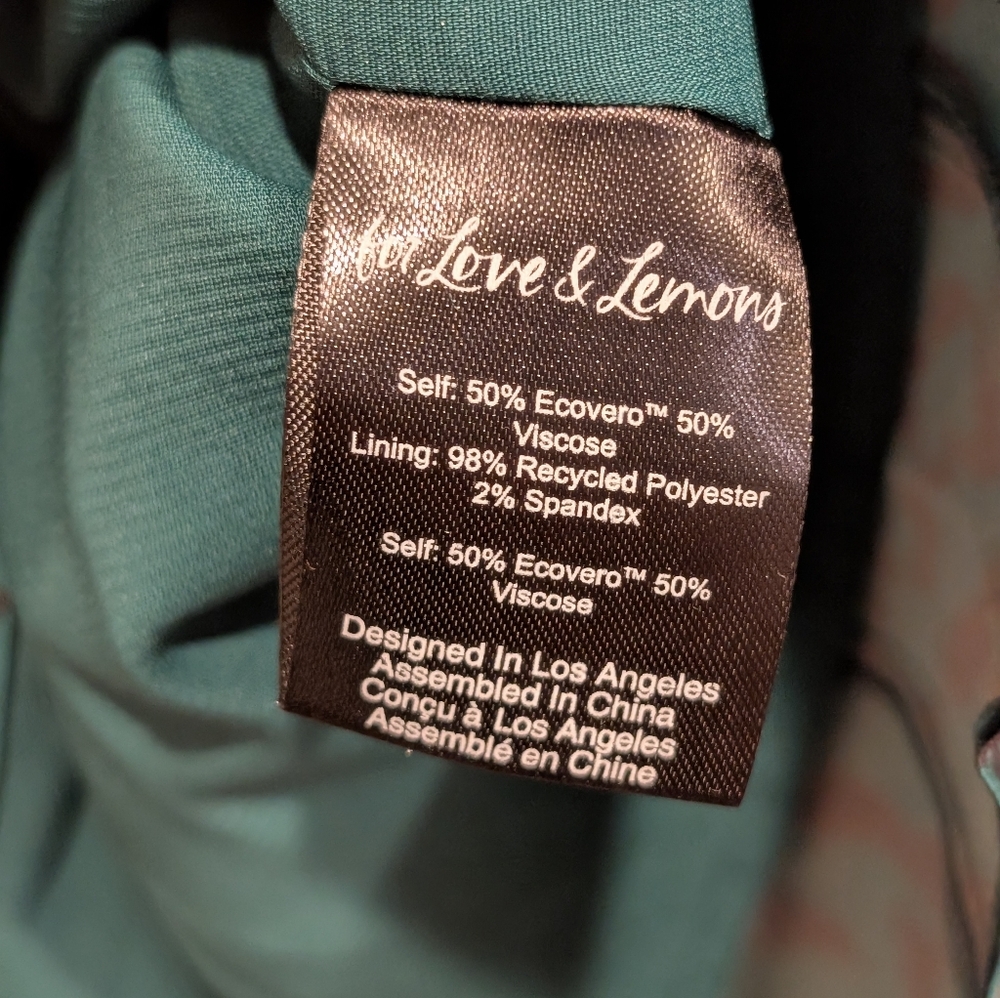 for Love & Lemons
Self: 50% Ecovero™ 50%
Viscose
Lining: 98% Recycled Polyester
2% Spandex
Self: 50% Ecovero™ 50%
Viscose
Designed In Los Angeles
Assembled In China
Conçu à Los Angeles
Assemblé en Chine